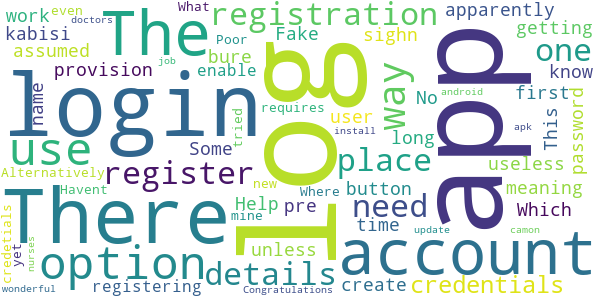 work
doctors
The
What
registration
apparently
even
job
Poor
Fake
sighn
getting
kabisi
assumed
bure
one
provision
enable
way
know
login
log
app
name
requires
No
android
first
password
tried
user
This
apk
use
Some
install
long
place
useless
Alternatively
register
button
meaning
There
Havent
new
Where
Help
pre
need
Which
mine
time
update
camon
credetials
yet
nurses
option
unless
account
details
create
credentials
wonderful
registering
Congratulations